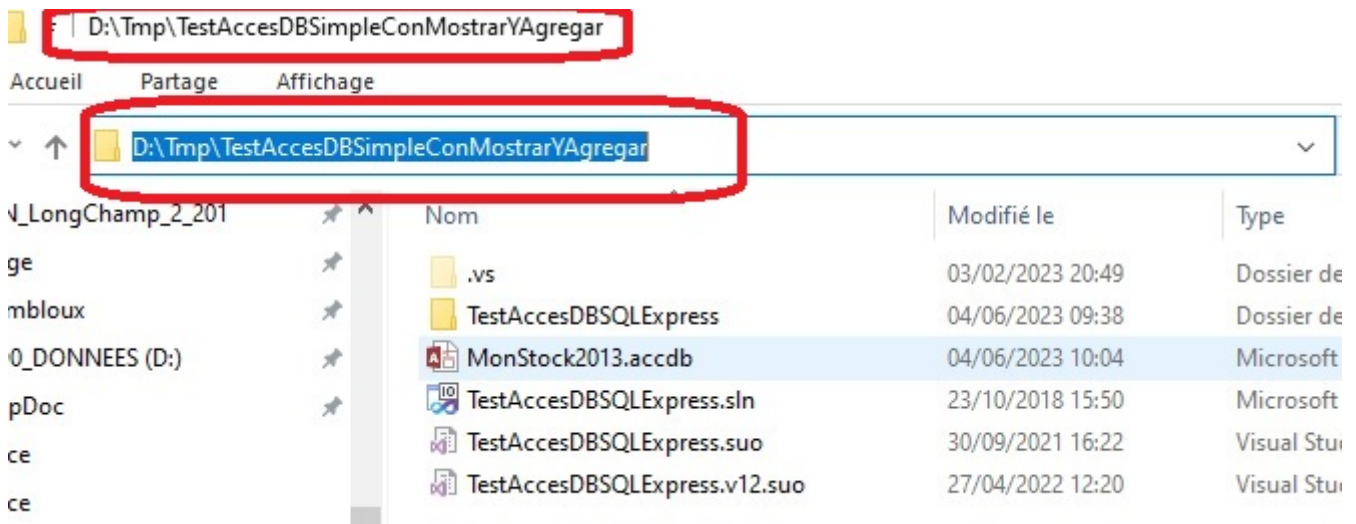 D:\Tmp\TestAccesDBSimpleConMostrarYAgregar
Accueil Partage Affichage
D:\Tmp\TestAccesDBSimpleConMostrarYAgregar
N_LongChamp_2_201 Nom Modifié le Type
ge .vs 03/02/2023 20:49 Dossier de
mbloux TestAccesDBSQLExpress 04/06/2023 09:38 Dossier de
0_DONNEES (D:) MonStock2013.accdb 04/06/2023 10:04 Microsoft
pDoc TestAccesDBSQLExpress.sln 23/10/2018 15:50 Microsoft
ce TestAccesDBSQLExpress.suo 30/09/2021 16:22 Visual Stu
ce TestAccesDBSQLExpress.v12.suo 27/04/2022 12:20 Visual Stu